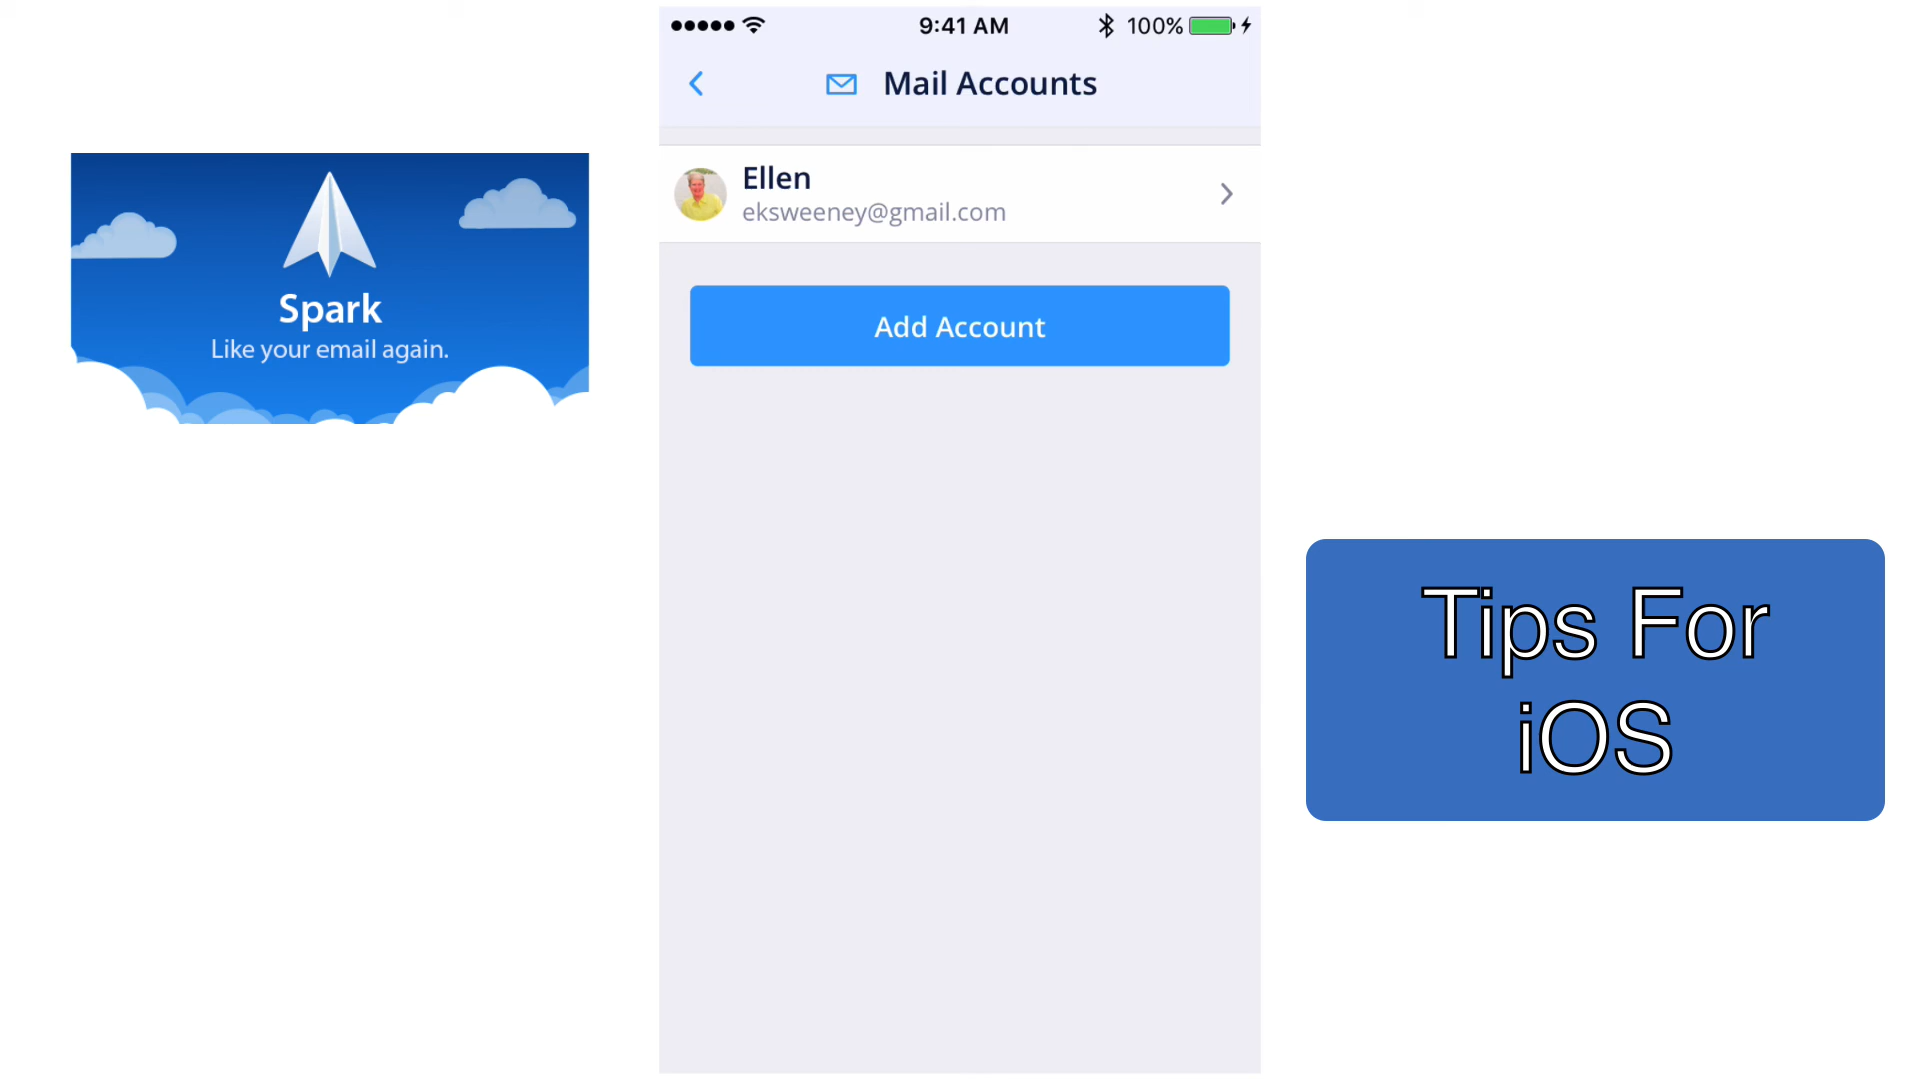 9:41 AM
100%
Mail Accounts
Ellen
eksweeney@gmail.com
Add Account
Spark
Like your email again.
Tips For
iOS